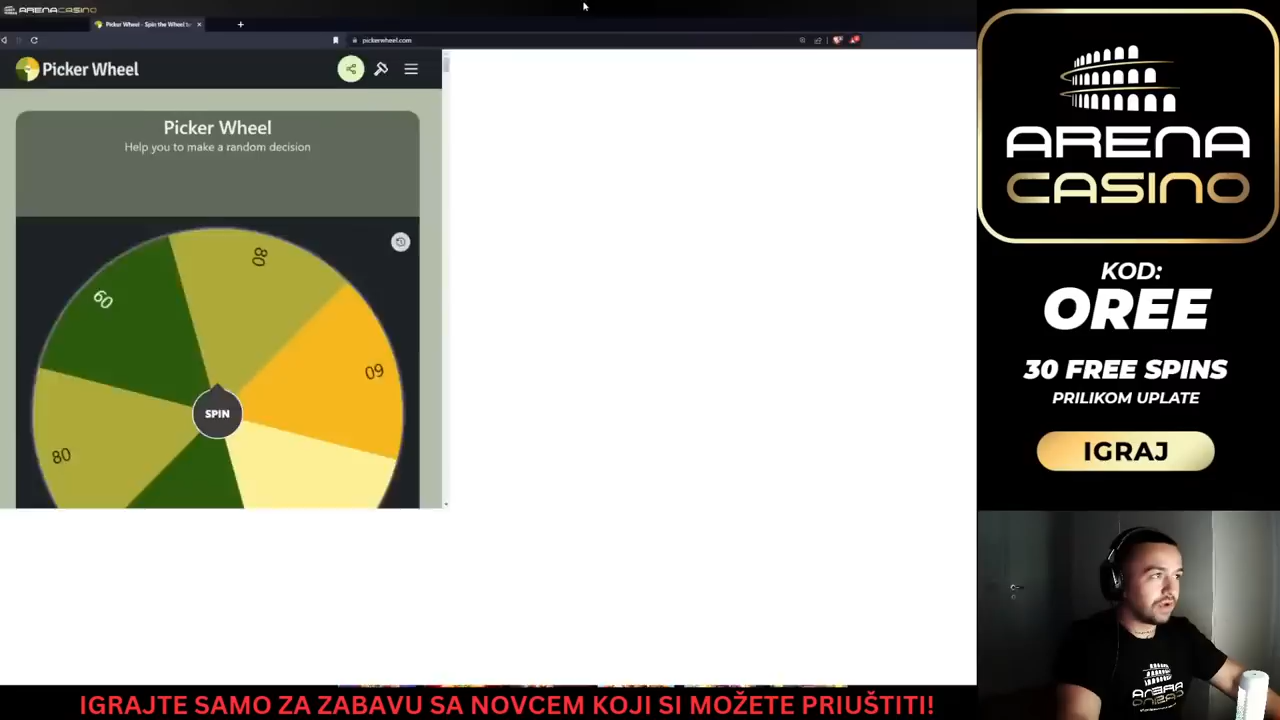 ARENACASINO
Picker Wheel - Spin the Wheel to
pickerwheel.com
Picker Wheel
Picker Wheel
Help you to make a random decision
80
60
60
SPIN
80
ARENA
CASINO
KOD:
OREE
30 FREE SPINS
PRILIKOM UPLATE
IGRAJ
ARENA
IGRAJTE SAMO ZA ZABAVU SA NOVCEM KOJI SI MOŽETE PRIUŠTITI!